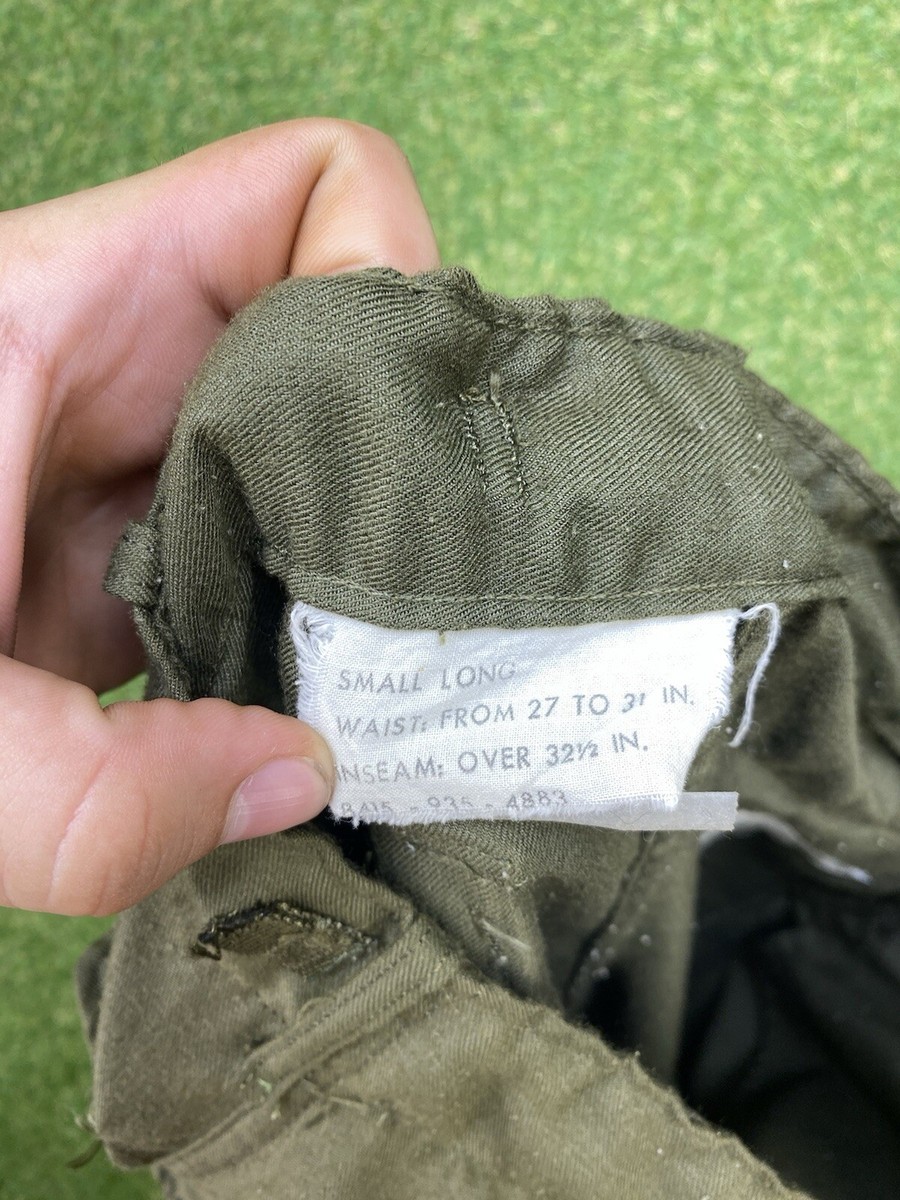 SMALL LONG
WAIST: FROM 27 TO 31 IN.
INSEAM: OVER 32½ IN.
8415 - 935 - 4883